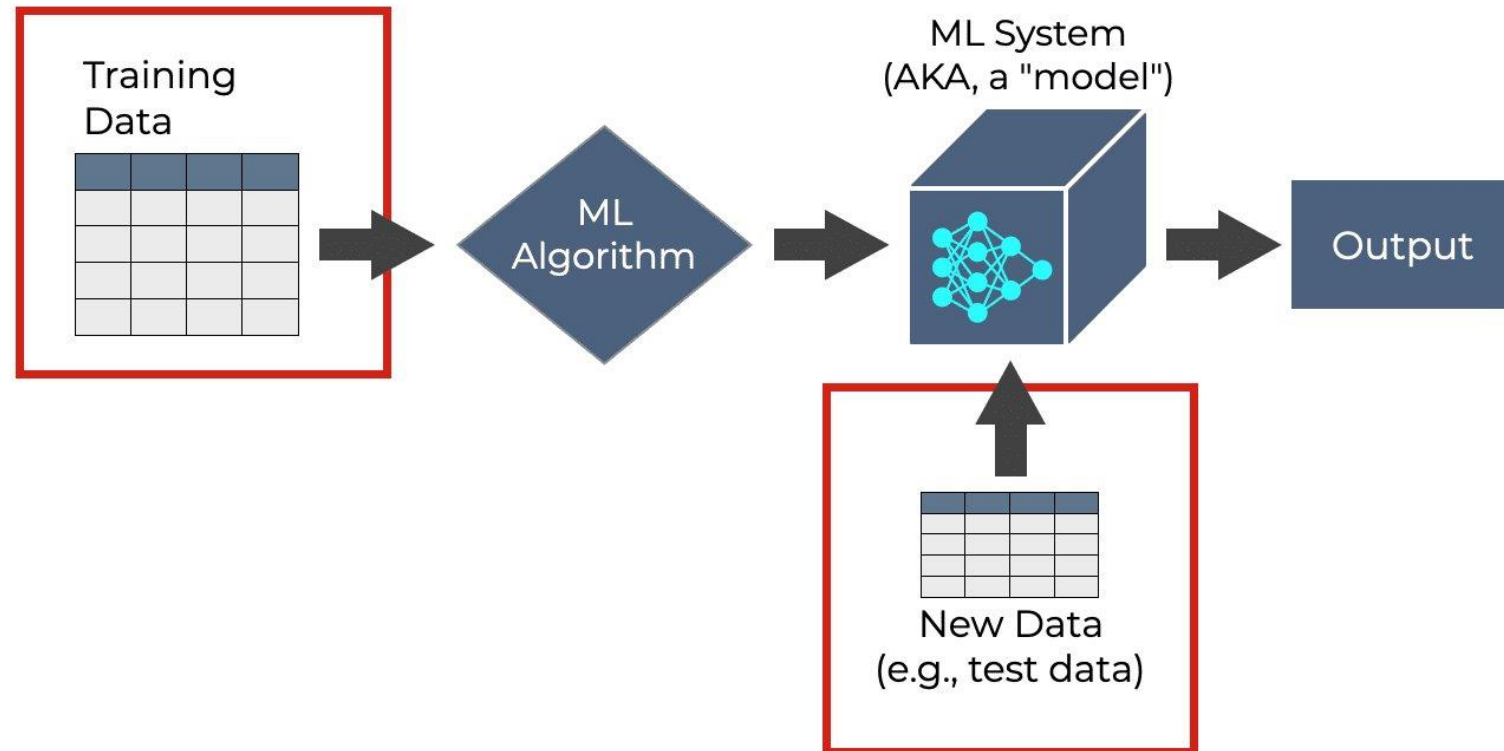 Training
Data
ML
Algorithm
ML System
(AKA, a "model")
Output
New Data
(e.g., test data)